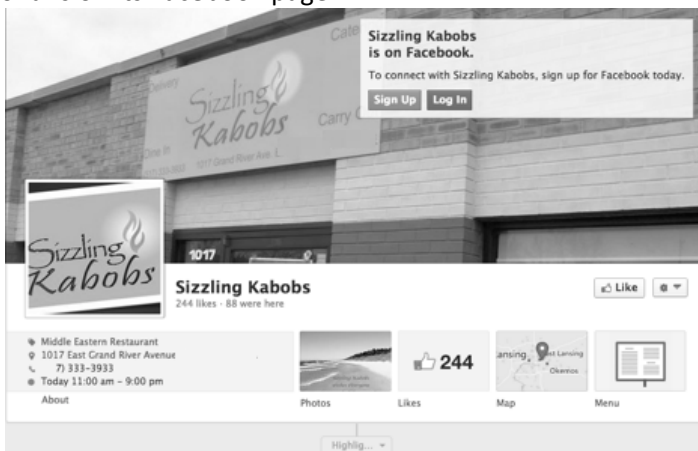 Sizzling Kabobs
is on Facebook.
To connect with Sizzling Kabobs, sign up for Facebook today.
Sign Up Log In
Delivery
Sizzling
Kabobs
Carry
Dine In
1017 Grand River Ave.
1017
Sizzling
Kabobs
Sizzling Kabobs
244 likes · 88 were here
Like
Middle Eastern Restaurant
1017 East Grand River Avenue
7) 333-3933
Today 11:00 am - 9:00 pm
About
244
ansing
st Lansing
Okemos
Photos
Likes
Map
Menu
Highlig...